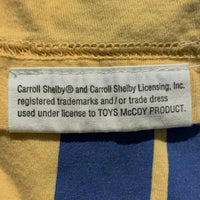 Carroll Shelby® and Carroll Shelby Licensing, Inc.
registered trademarks and/or trade dress
used under license to TOYS McCOY PRODUCT.